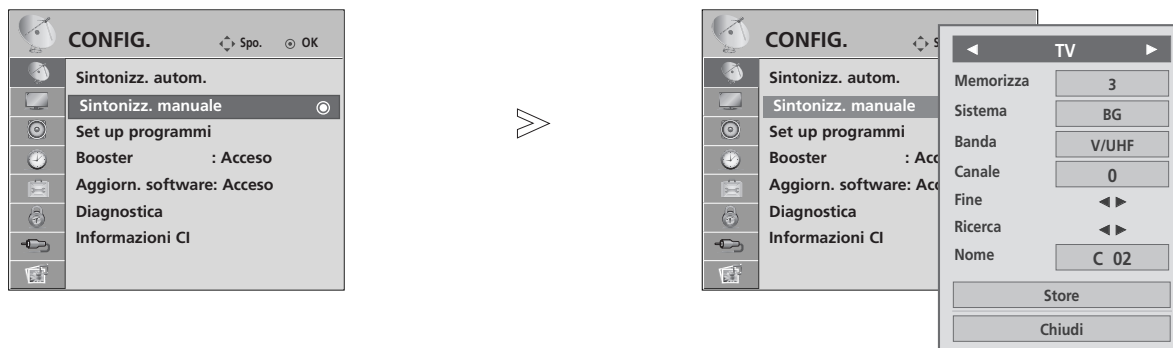 CONFIG. Spo. OK
Sintonizz. autom.
Sintonizz. manuale
Set up programmi
Booster : Acceso
Aggiorn. software: Acceso
Diagnostica
Informazioni CI
CONFIG. S
Sintonizz. autom.
Sintonizz. manuale
Set up programmi
Booster : Acc
Aggiorn. software: Acc
Diagnostica
Informazioni CI
TV
Memorizza 3
Sistema BG
Banda V/UHF
Canale 0
Fine
Ricerca
Nome C 02
Store
Chiudi